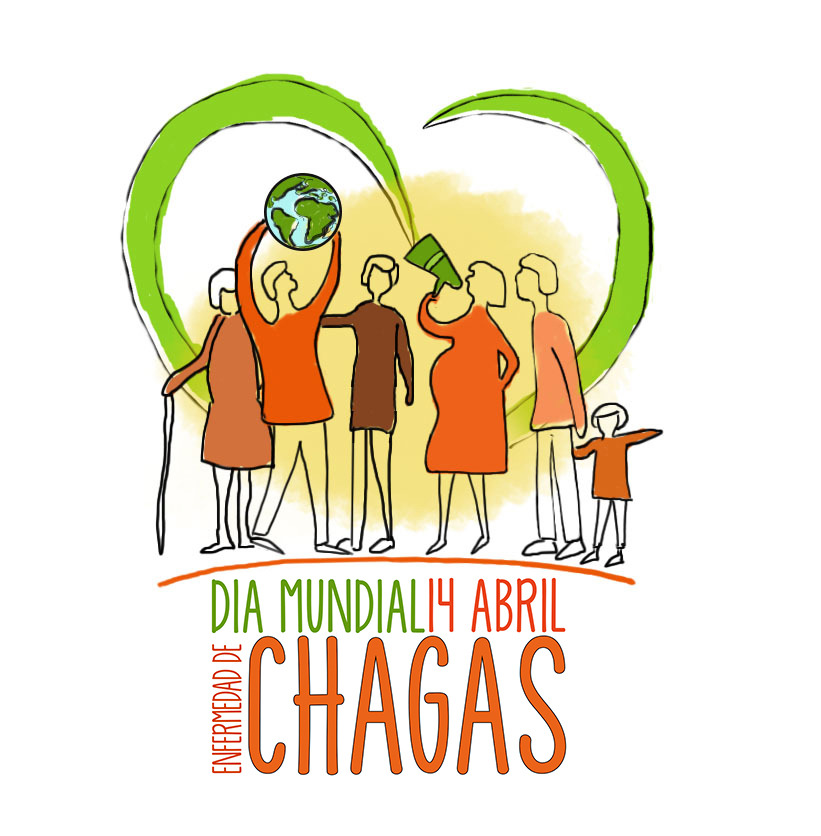 DIA MUNDIAL 14 ABRIL
ENFERMEDAD DE
CHAGAS